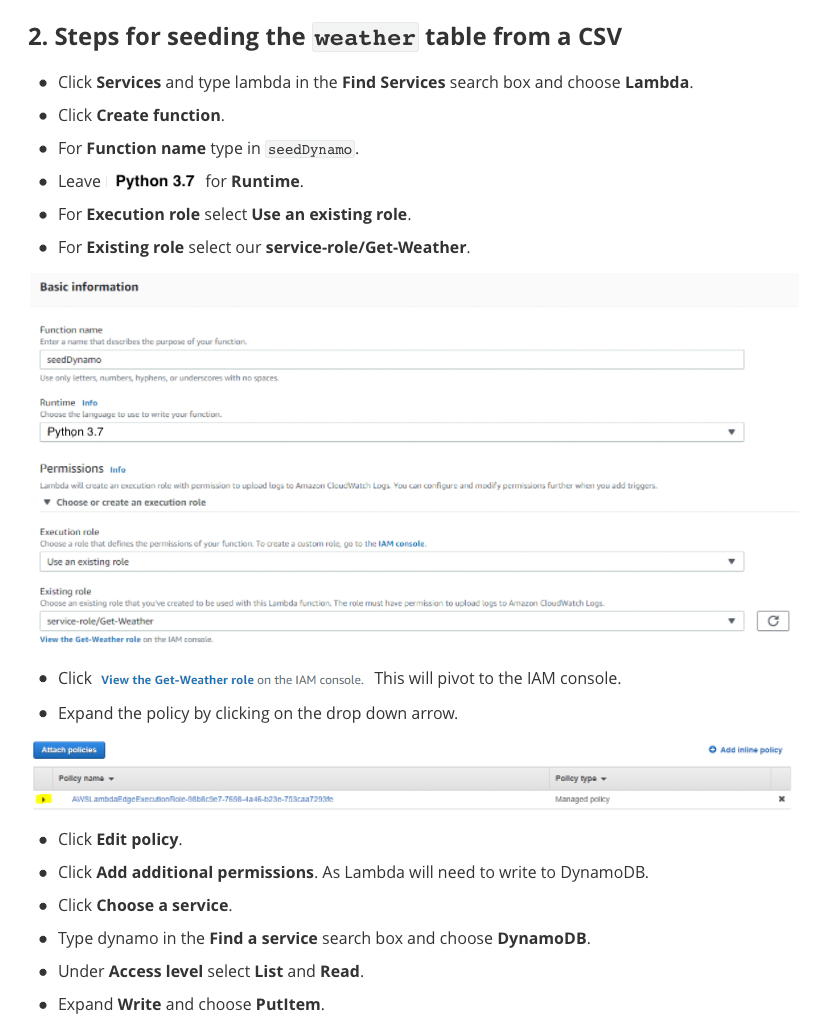 2. Steps for seeding the weather table from a CSV
Click Services and type lambda in the Find Services search box and choose Lambda.
Click Create function.
For Function name type in seedDynamo.
Leave Python 3.7 for Runtime.
For Execution role select Use an existing role.
For Existing role select our service-role/Get-Weather.
Basic information
Function name
Enter a name that describes the purpose of your function.
seedDynamo
Use only letters, numbers, hyphens, or underscores with no spaces.
Runtime Info
Choose the language to use to write your function.
Python 3.7
Permissions Info
Lambda will create an execution role with permission to upload logs to Amazon CloudWatch Logs. You can configure and modify permissions further when you add triggers.
Choose or create an execution role
Execution role
Choose a role that defines the permissions of your function. To create a custom role, go to the IAM console.
Use an existing role
Existing role
Choose an existing role that you've created to be used with this Lambda function. The role must have permission to upload logs to Amazon CloudWatch Logs.
service-role/Get-Weather
View the Get-Weather role on the IAM console.
Click View the Get-Weather role on the IAM console. This will pivot to the IAM console.
Expand the policy by clicking on the drop down arrow.
Attach policies Add inline policy
Policy name Policy type
AWSLambdaEdgeExecutionRole-98b8c9e7-7698-4a46-b23e-753caa7293fe Managed policy
Click Edit policy.
Click Add additional permissions. As Lambda will need to write to DynamoDB.
Click Choose a service.
Type dynamo in the Find a service search box and choose DynamoDB.
Under Access level select List and Read.
Expand Write and choose PutItem.